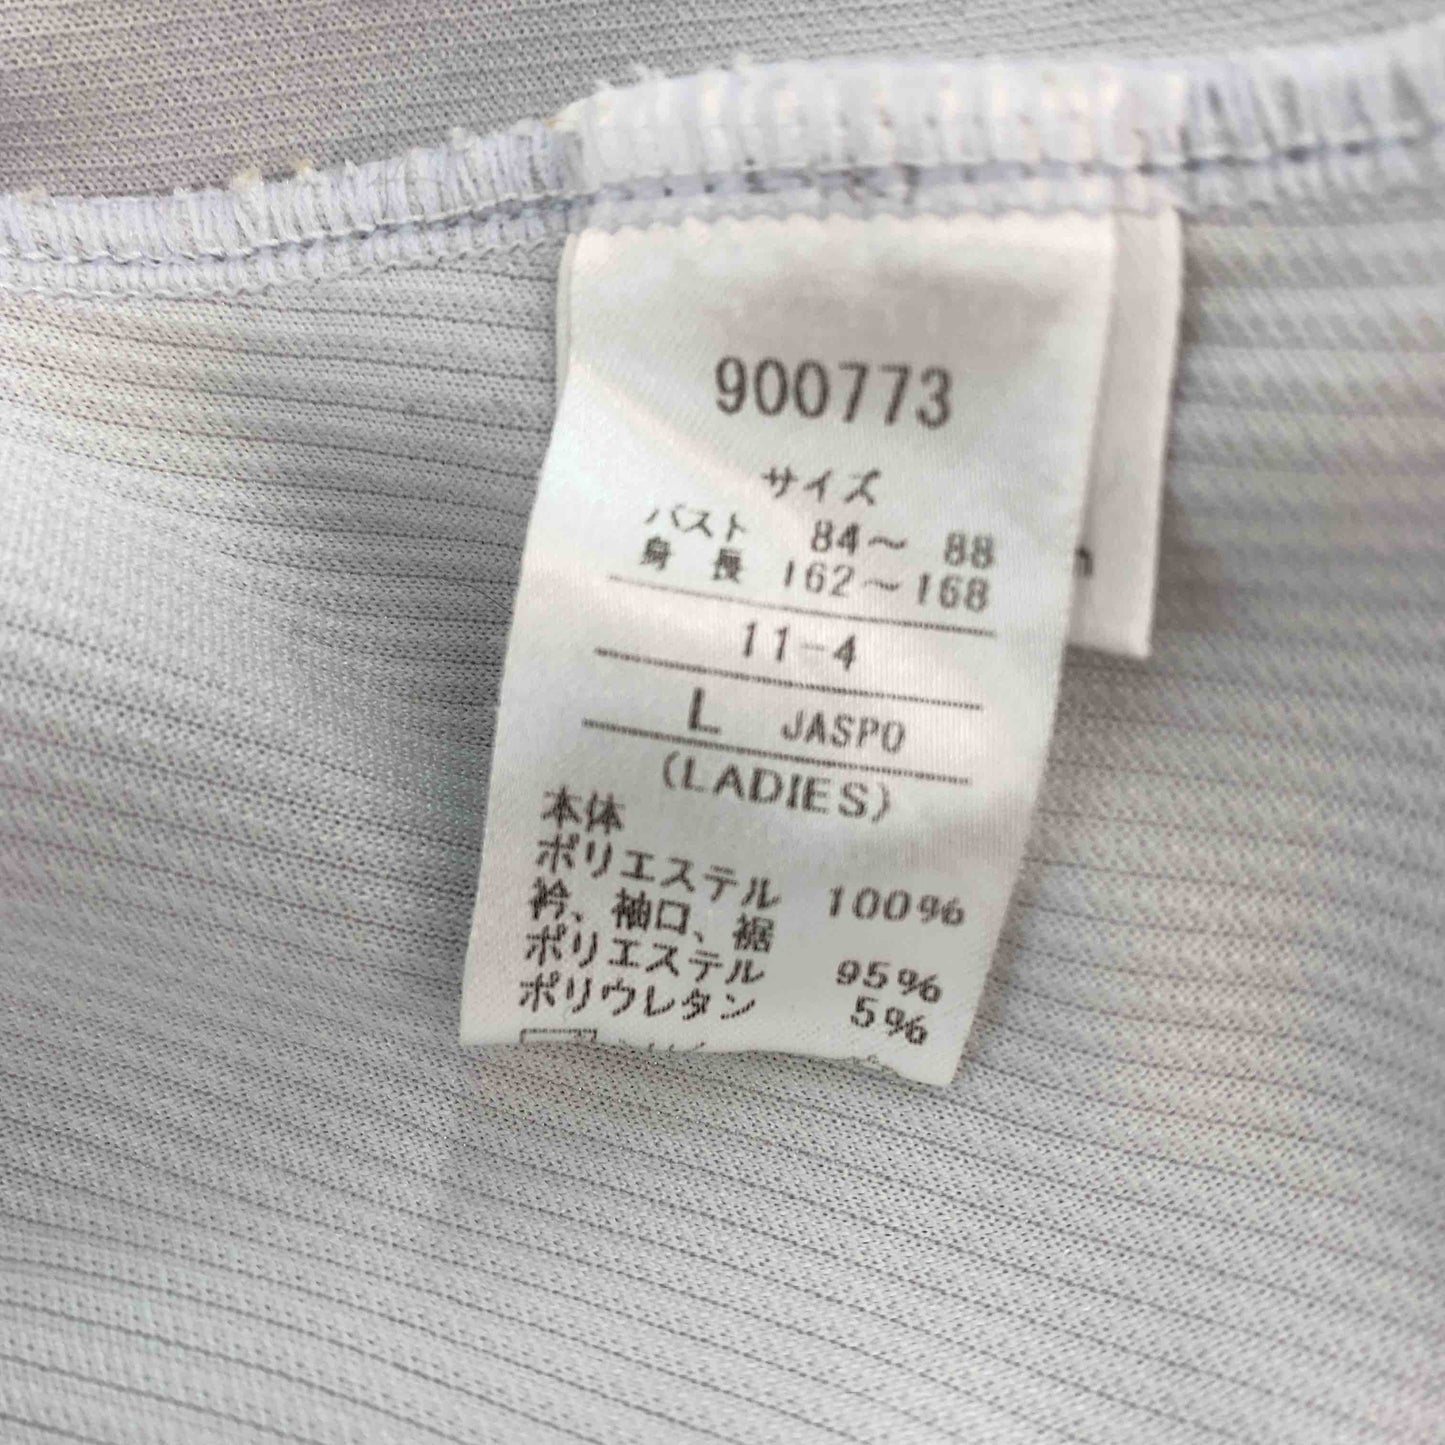 900773
サイズ
バスト 84～ 88
身 長 162～168
11-4
L JASPO
(LADIES)
本体
ポリエステル 100%
衿、袖口、裾
ポリエステル 95%
ポリウレタン 5%